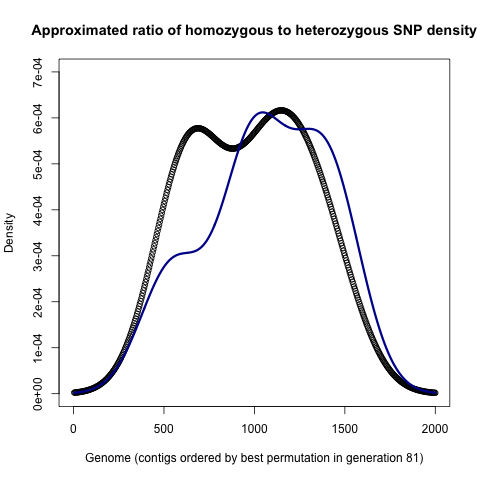 Approximated ratio of homozygous to heterozygous SNP density
7e-04
6e-04
5e-04
4e-04
3e-04
2e-04
1e-04
0e+00
Density
0 500 1000 1500 2000
Genome (contigs ordered by best permutation in generation 81)